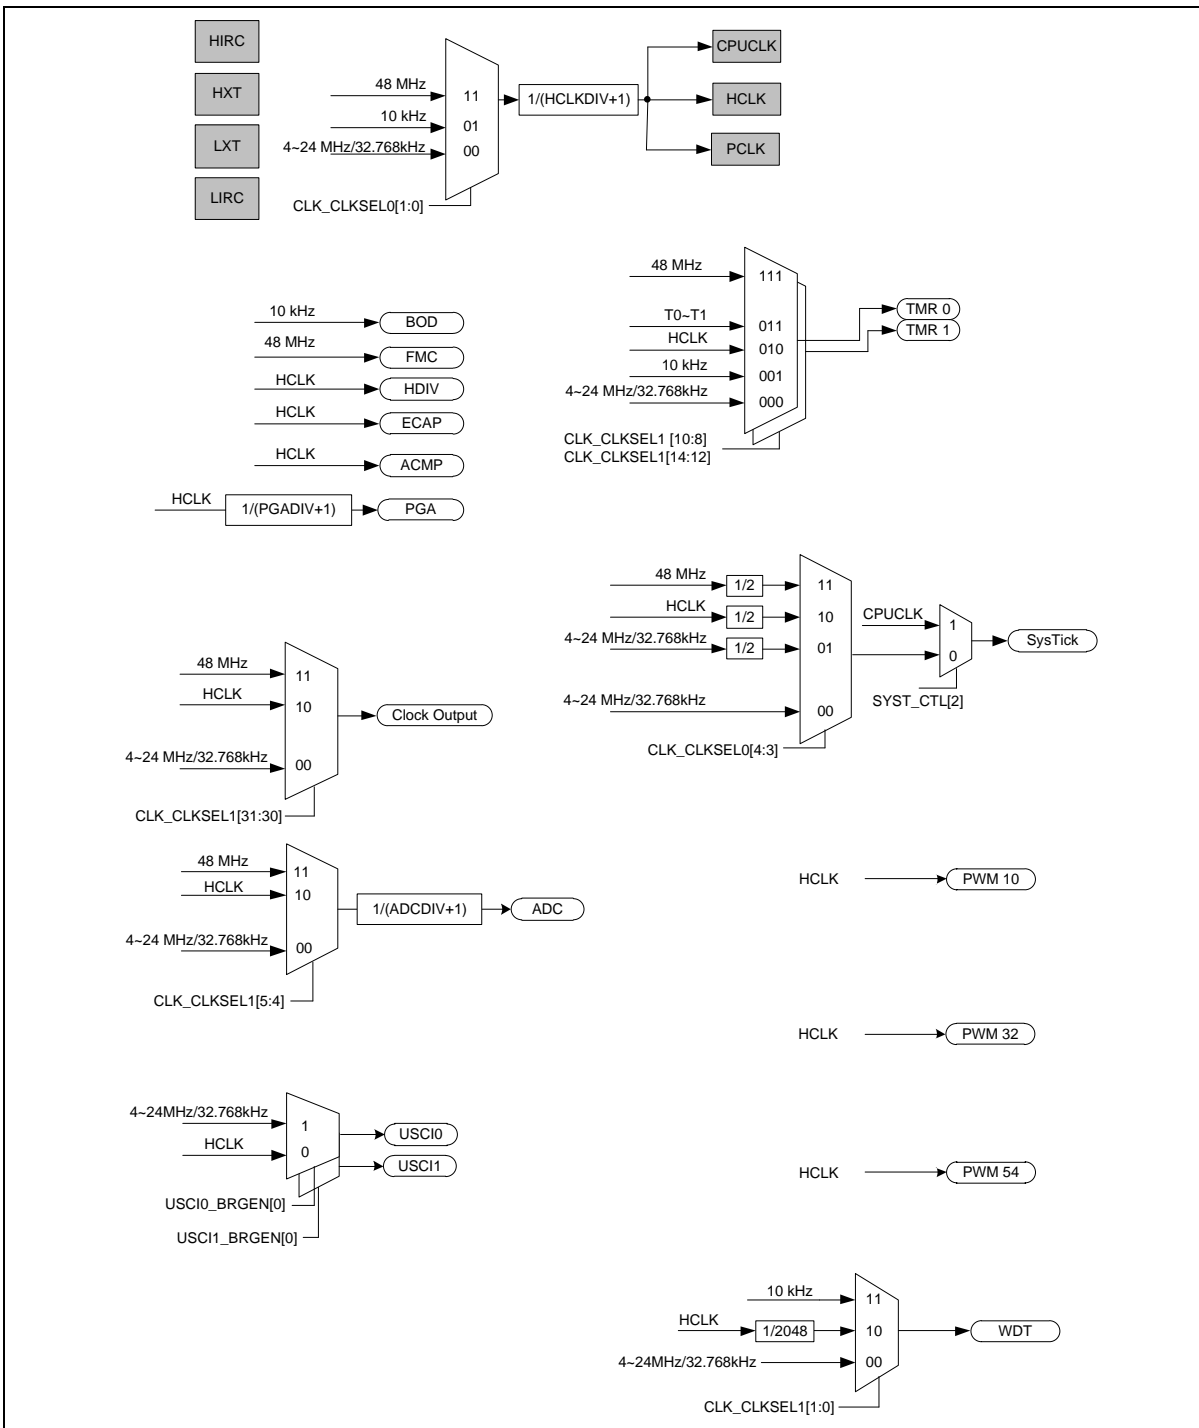 HIRC
HXT
LXT
LIRC
48 MHz
10 kHz
4~24 MHz/32.768kHz
11
01
00
CLK_CLKSEL0[1:0]
1/(HCLKDIV+1)
CPUCLK
HCLK
PCLK
10 kHz
BOD
48 MHz
FMC
HCLK
HDIV
HCLK
ECAP
HCLK
ACMP
HCLK
1/(PGADIV+1)
PGA
48 MHz
111
T0~T1
011
HCLK
010
10 kHz
001
4~24 MHz/32.768kHz
000
CLK_CLKSEL1 [10:8]
CLK_CLKSEL1[14:12]
TMR 0
TMR 1
48 MHz
1/2
11
HCLK
1/2
10
4~24 MHz/32.768kHz
1/2
01
4~24 MHz/32.768kHz
00
CLK_CLKSEL0[4:3]
CPUCLK
1
0
SYST_CTL[2]
SysTick
48 MHz
11
HCLK
10
4~24 MHz/32.768kHz
00
CLK_CLKSEL1[31:30]
Clock Output
48 MHz
11
HCLK
10
4~24 MHz/32.768kHz
00
CLK_CLKSEL1[5:4]
1/(ADCDIV+1)
ADC
HCLK
PWM 10
HCLK
PWM 32
HCLK
PWM 54
4~24MHz/32.768kHz
1
HCLK
0
USCI0_BRGEN[0]
USCI1_BRGEN[0]
USCI0
USCI1
10 kHz
11
HCLK
1/2048
10
4~24MHz/32.768kHz
00
CLK_CLKSEL1[1:0]
WDT